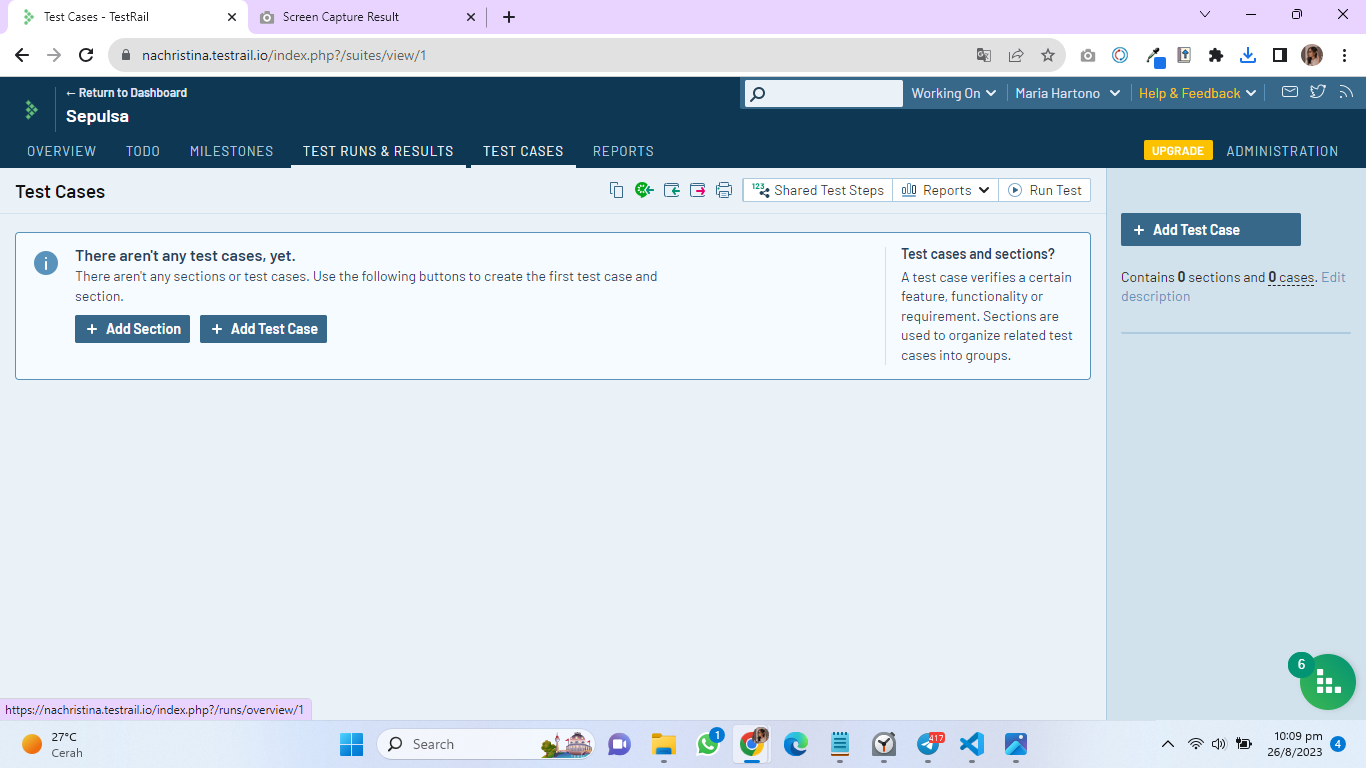 Test Cases - TestRail
Screen Capture Result
nachristina.testrail.io/index.php?/suites/view/1
← Return to Dashboard
Sepulsa
Working On
Maria Hartono
Help & Feedback
OVERVIEW
TODO
MILESTONES
TEST RUNS & RESULTS
TEST CASES
REPORTS
UPGRADE
ADMINISTRATION
Test Cases
123
Shared Test Steps
Reports
Run Test
There aren't any test cases, yet.
There aren't any sections or test cases. Use the following buttons to create the first test case and
section.
+ Add Section
+ Add Test Case
Test cases and sections?
A test case verifies a certain
feature, functionality or
requirement. Sections are
used to organize related test
cases into groups.
+ Add Test Case
Contains 0 sections and 0 cases. Edit
description
6
https://nachristina.testrail.io/index.php?/runs/overview/1
27°C
Cerah
Search
1
417
10:09 pm
26/8/2023
4